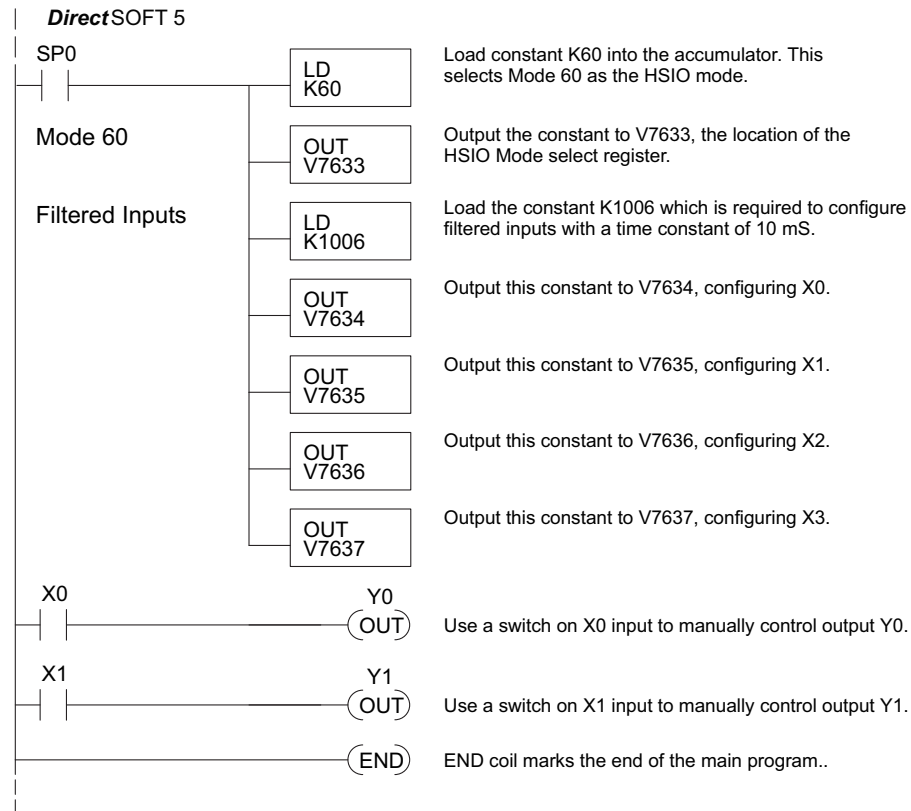 DirectSOFT 5
SP0
LD
K60
Load constant K60 into the accumulator. This
selects Mode 60 as the HSIO mode.
Mode 60
OUT
V7633
Output the constant to V7633, the location of the
HSIO Mode select register.
Filtered Inputs
LD
K1006
Load the constant K1006 which is required to configure
filtered inputs with a time constant of 10 mS.
OUT
V7634
Output this constant to V7634, configuring X0.
OUT
V7635
Output this constant to V7635, configuring X1.
OUT
V7636
Output this constant to V7636, configuring X2.
OUT
V7637
Output this constant to V7637, configuring X3.
X0
Y0
OUT
Use a switch on X0 input to manually control output Y0.
X1
Y1
OUT
Use a switch on X1 input to manually control output Y1.
END
END coil marks the end of the main program..